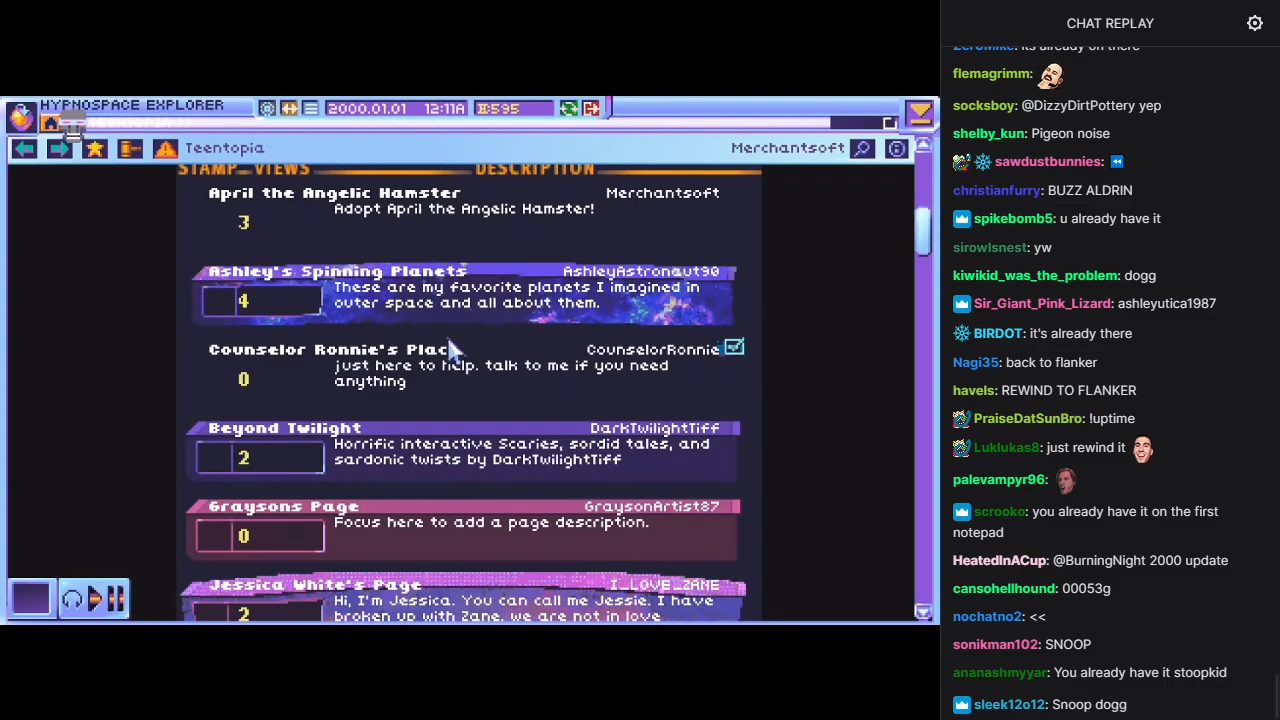 HYPNOSPACE EXPLORER
2000.01.01 12:11A
595
Teentopia
Merchantsoft
STAMP VIEWS DESCRIPTION
April the Angelic Hamster Merchantsoft
Adopt April the Angelic Hamster!
3
Ashley's Spinning Planets AshleyAstronaut90
These are my favorite planets I imagined in
outer space and all about them.
4
Counselor Ronnie's Plac CounselorRonnie
just here to help. talk to me if you need
anything
0
Beyond Twilight DarkTwilightTiff
Horrific interactive Scaries, sordid tales, and
sardonic twists by DarkTwilightTiff
2
Graysons Page GraysonArtist87
Focus here to add a page description.
0
Jessica White's Page I_LOVE_ZANE
Hi, I'm Jessica. You can call me Jessie. I have
broken up with Zane. we are not in love
2
CHAT REPLAY
ZeroMike: its already on there
flemagrimm:
socksboy: @DizzyDirtPottery yep
shelby_kun: Pigeon noise
sawdustbunnies:
christianfurry: BUZZ ALDRIN
spikebomb5: u already have it
sirowlsnest: yw
kiwikid_was_the_problem: dogg
Sir_Giant_Pink_Lizard: ashleyutica1987
BIRDOT: it's already there
Nagi35: back to flanker
havels: REWIND TO FLANKER
PraiseDatSunBro: !uptime
Luklukas8: just rewind it
palevampyr96:
scrooko: you already have it on the first
notepad
HeatedInACup: @BurningNight 2000 update
cansohellhound: 00053g
nochatno2: <<
sonikman102: SNOOP
ananashmyyar: You already have it stoopkid
sleek12o12: Snoop dogg